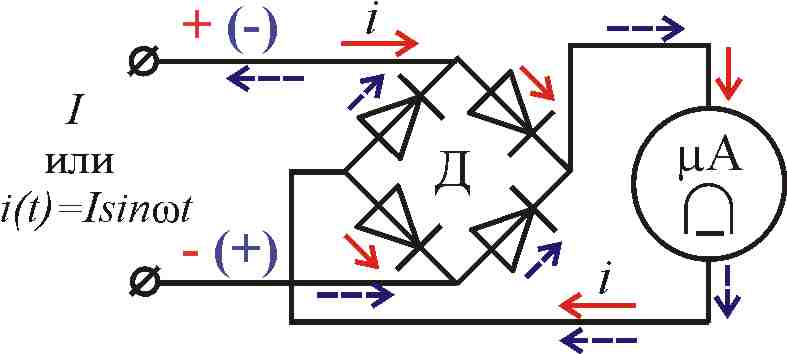 + (-) i
I
или
i(t)=Isinωt
- (+)
Д
μA
i